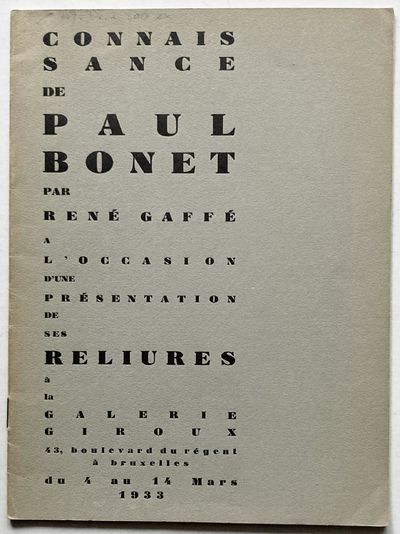 CONNAIS
SANCE
DE
PAUL
BONET
PAR
RENÉ GAFFÉ
A
L'OCCASION
D'UNE
PRÉSENTATION
DE
SES
RELIURES
à
la
GALERIE
GIROUX
43, boulevard du régent
à bruxelles
du 4 au 14 Mars
1933